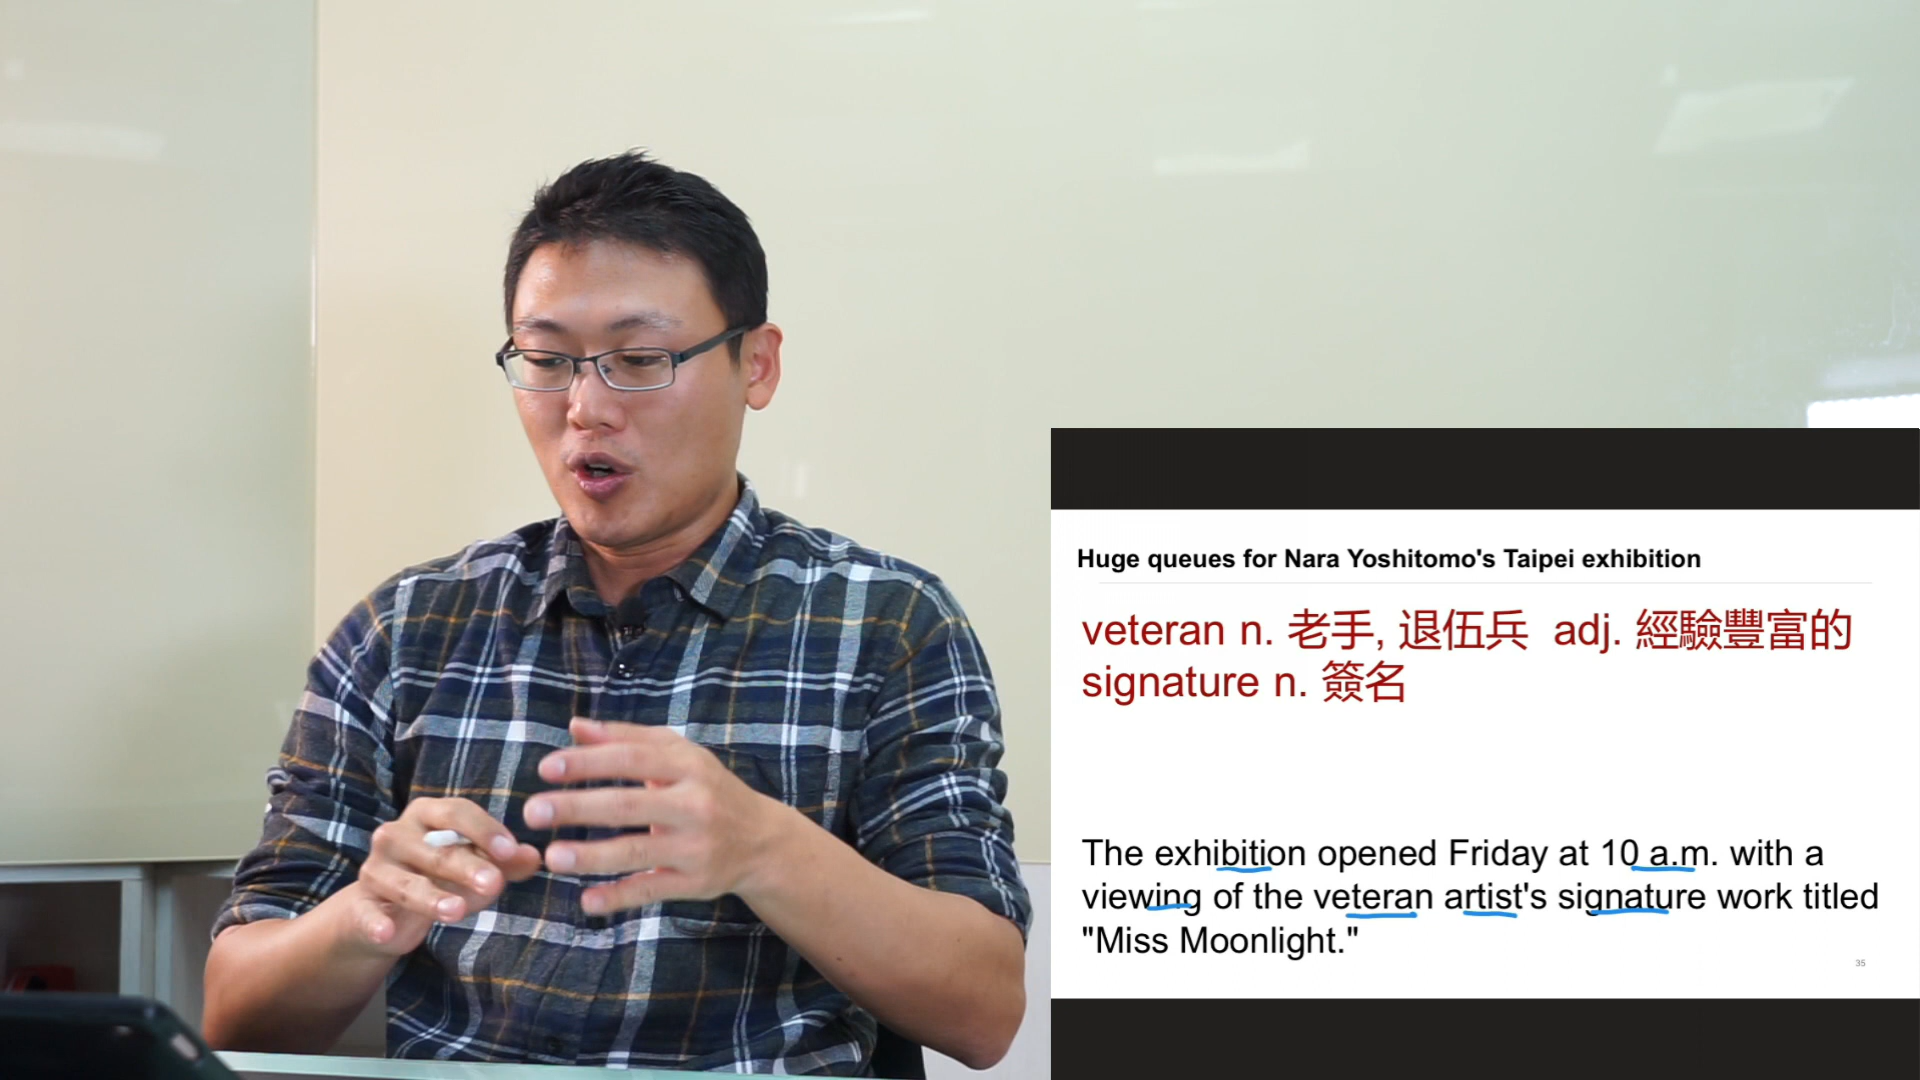 Huge queues for Nara Yoshitomo's Taipei exhibition
veteran n. 老手, 退伍兵 adj. 經驗豐富的
signature n. 簽名
The exhibition opened Friday at 10 a.m. with a
viewing of the veteran artist's signature work titled
"Miss Moonlight."
35